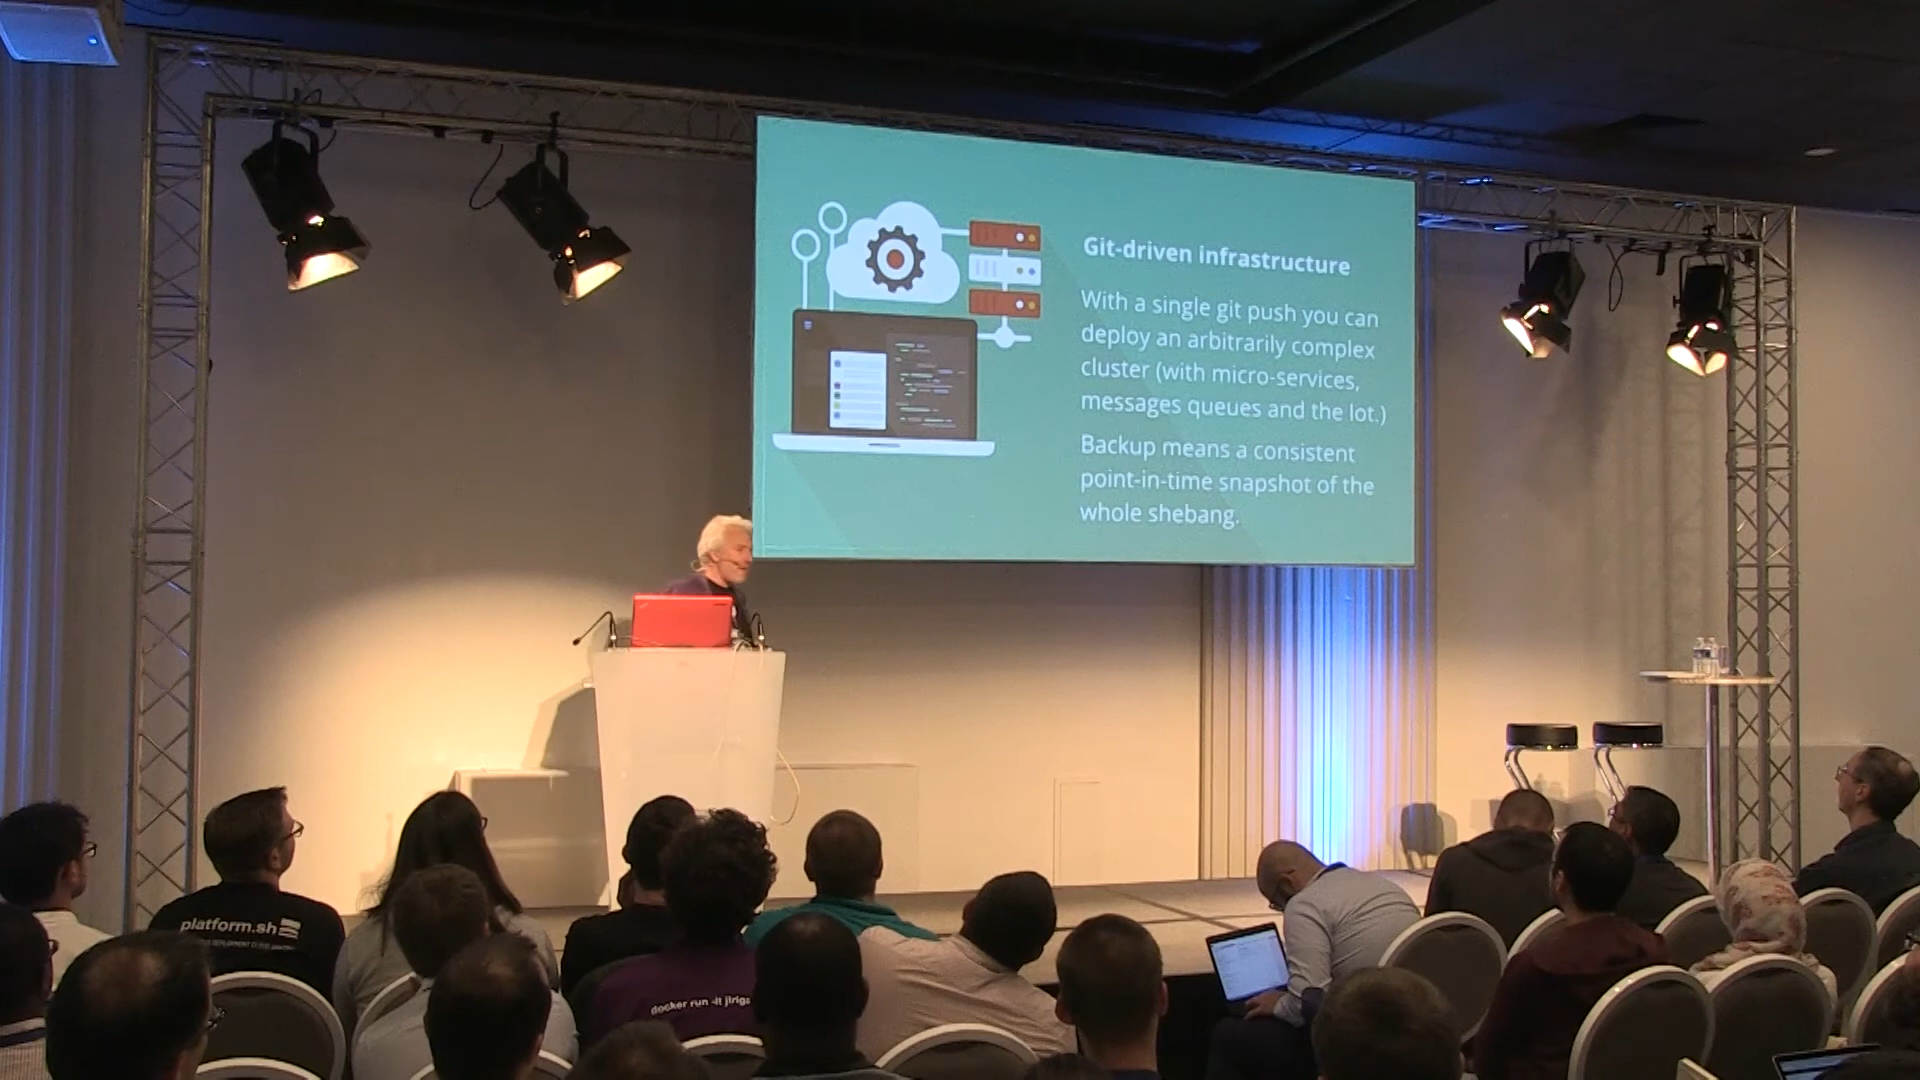 Git-driven infrastructure
With a single git push you can
deploy an arbitrarily complex
cluster (with micro-services,
messages queues and the lot.)
Backup means a consistent
point-in-time snapshot of the
whole shebang.
platform.sh
docker run -it